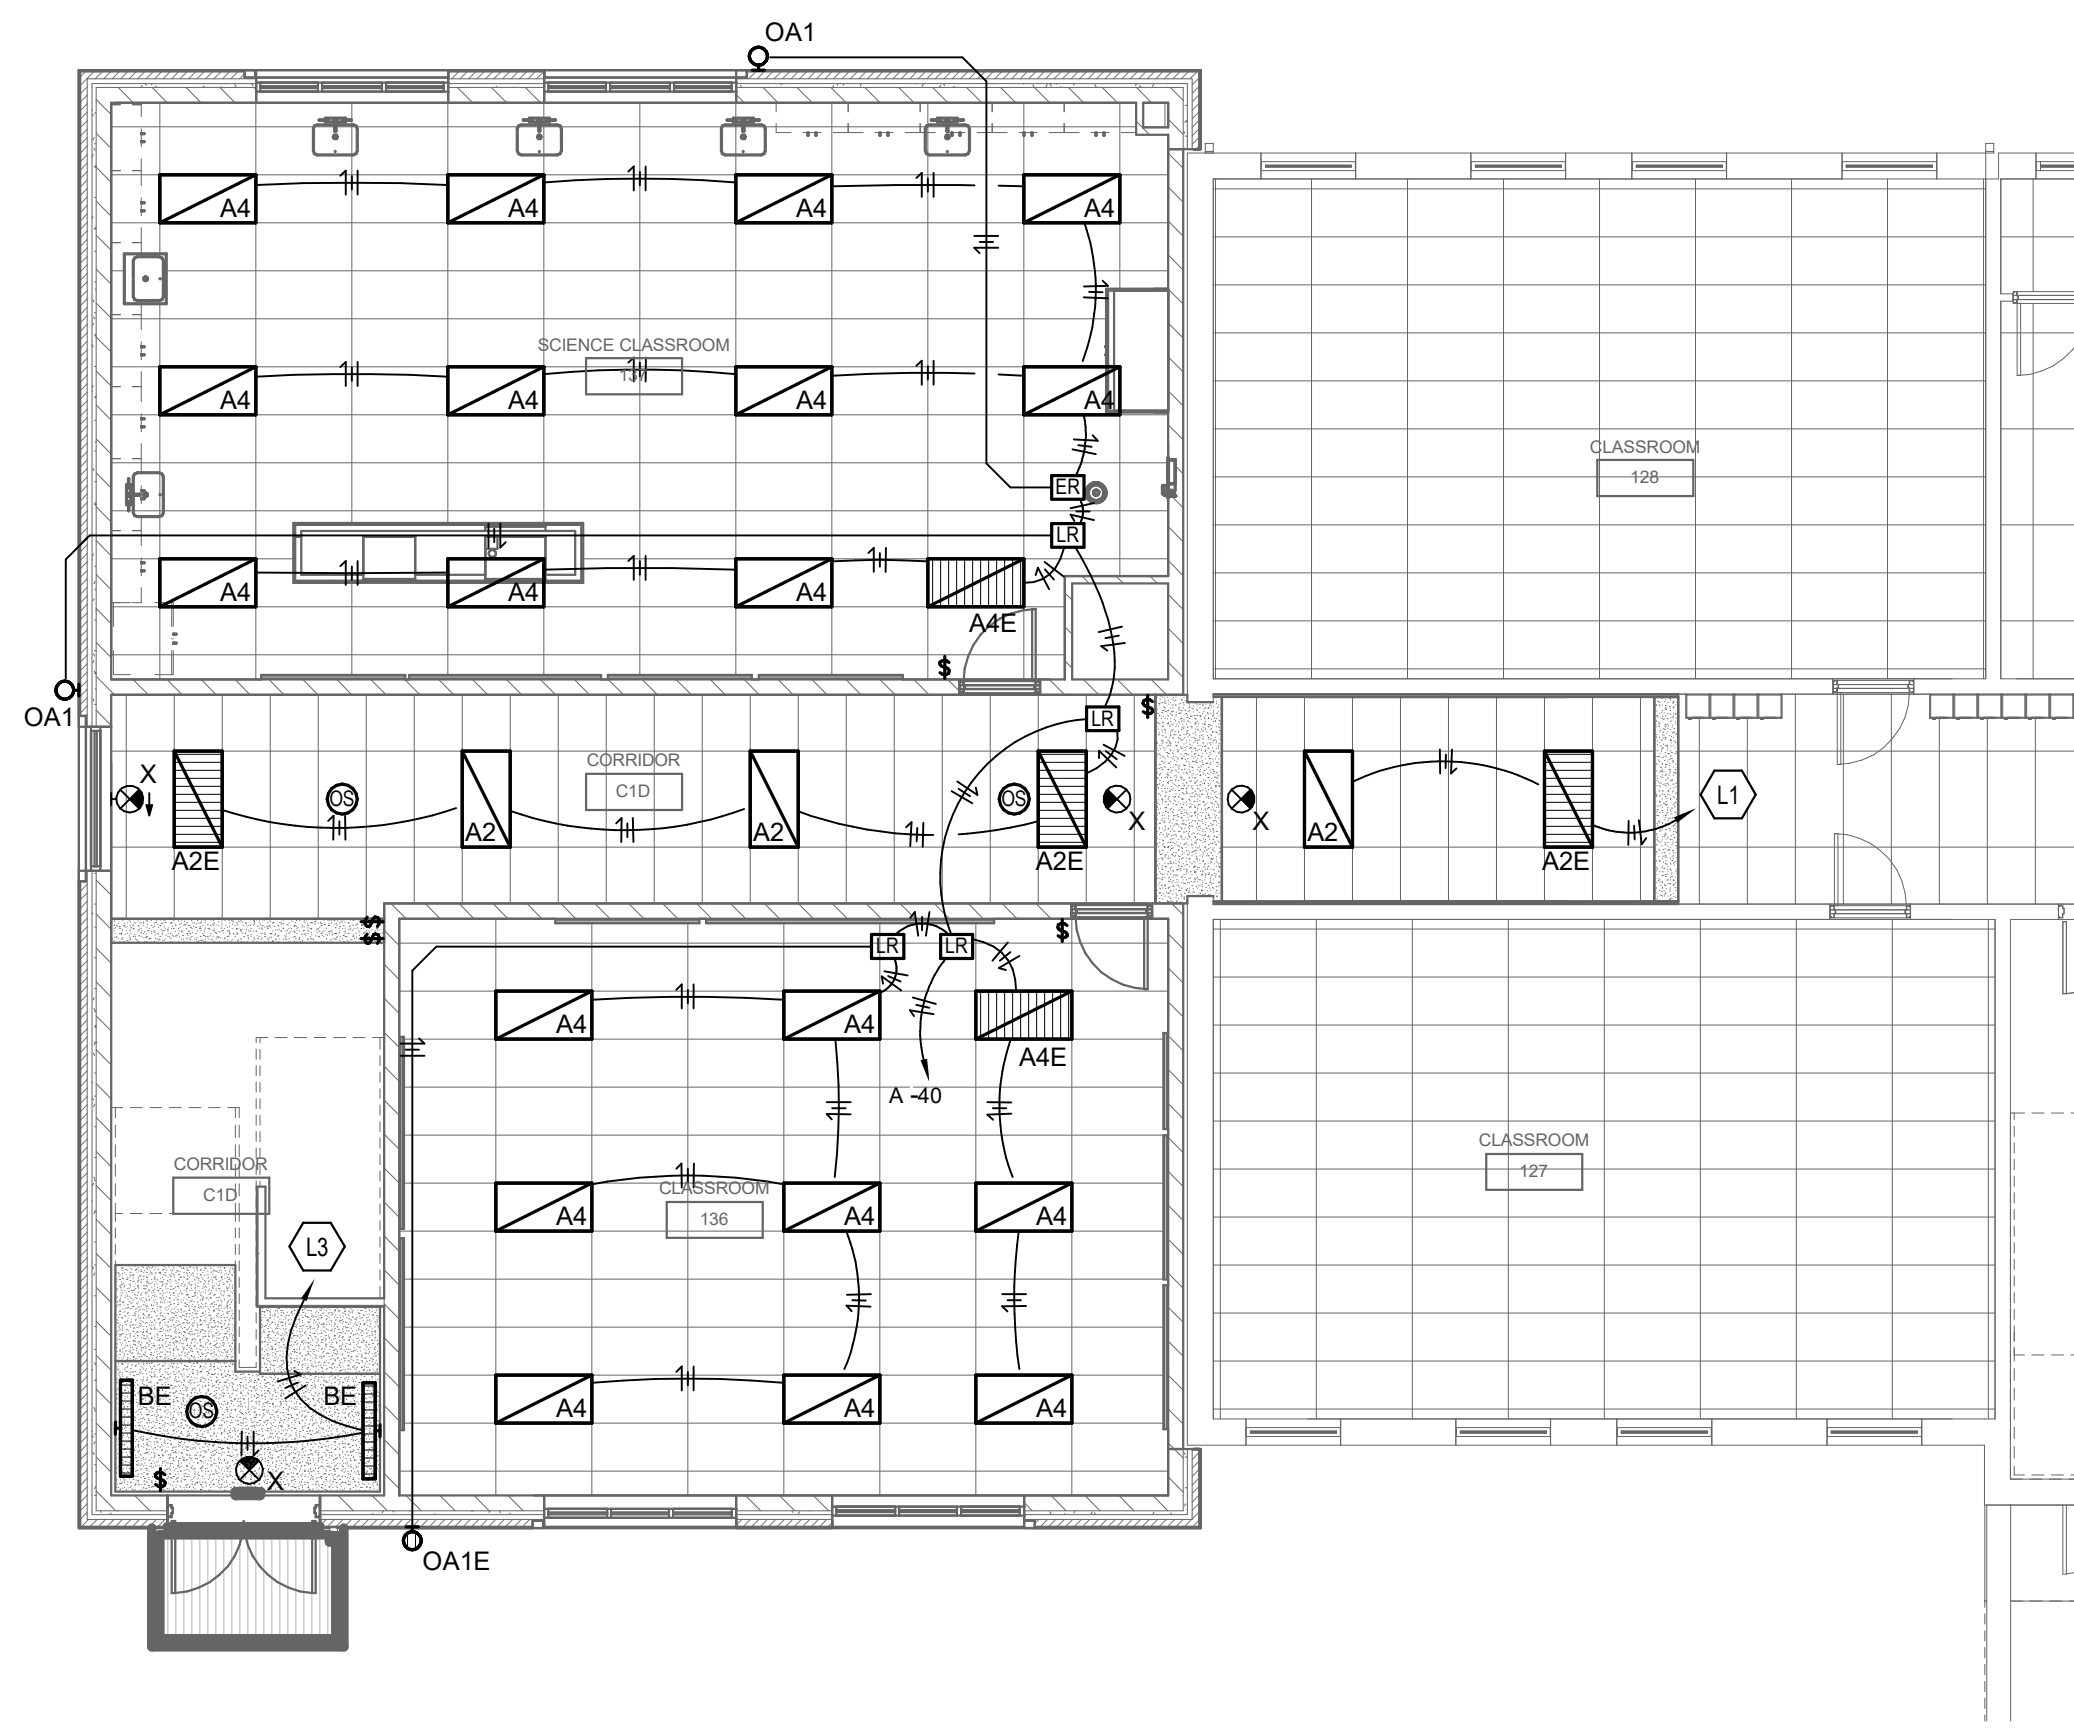 OA1
A4 A4 A4 A4
SCIENCE CLASSROOM
137
A4 A4 A4 A4
CLASSROOM
128
ER
LR
A4 A4 A4
A4E
$
OA1
LR
$
CORRIDOR
C1D
X
OS
OS
L1
A2 A2
X
X
A2
A2E
A2E
A2E
$
$
$
LR LR
A4 A4
A4E
A -40
CLASSROOM
127
CORRIDOR
C1D
CLASSROOM
136
A4 A4 A4
L3
BE
OS
BE
A4 A4 A4
$
X
OA1E